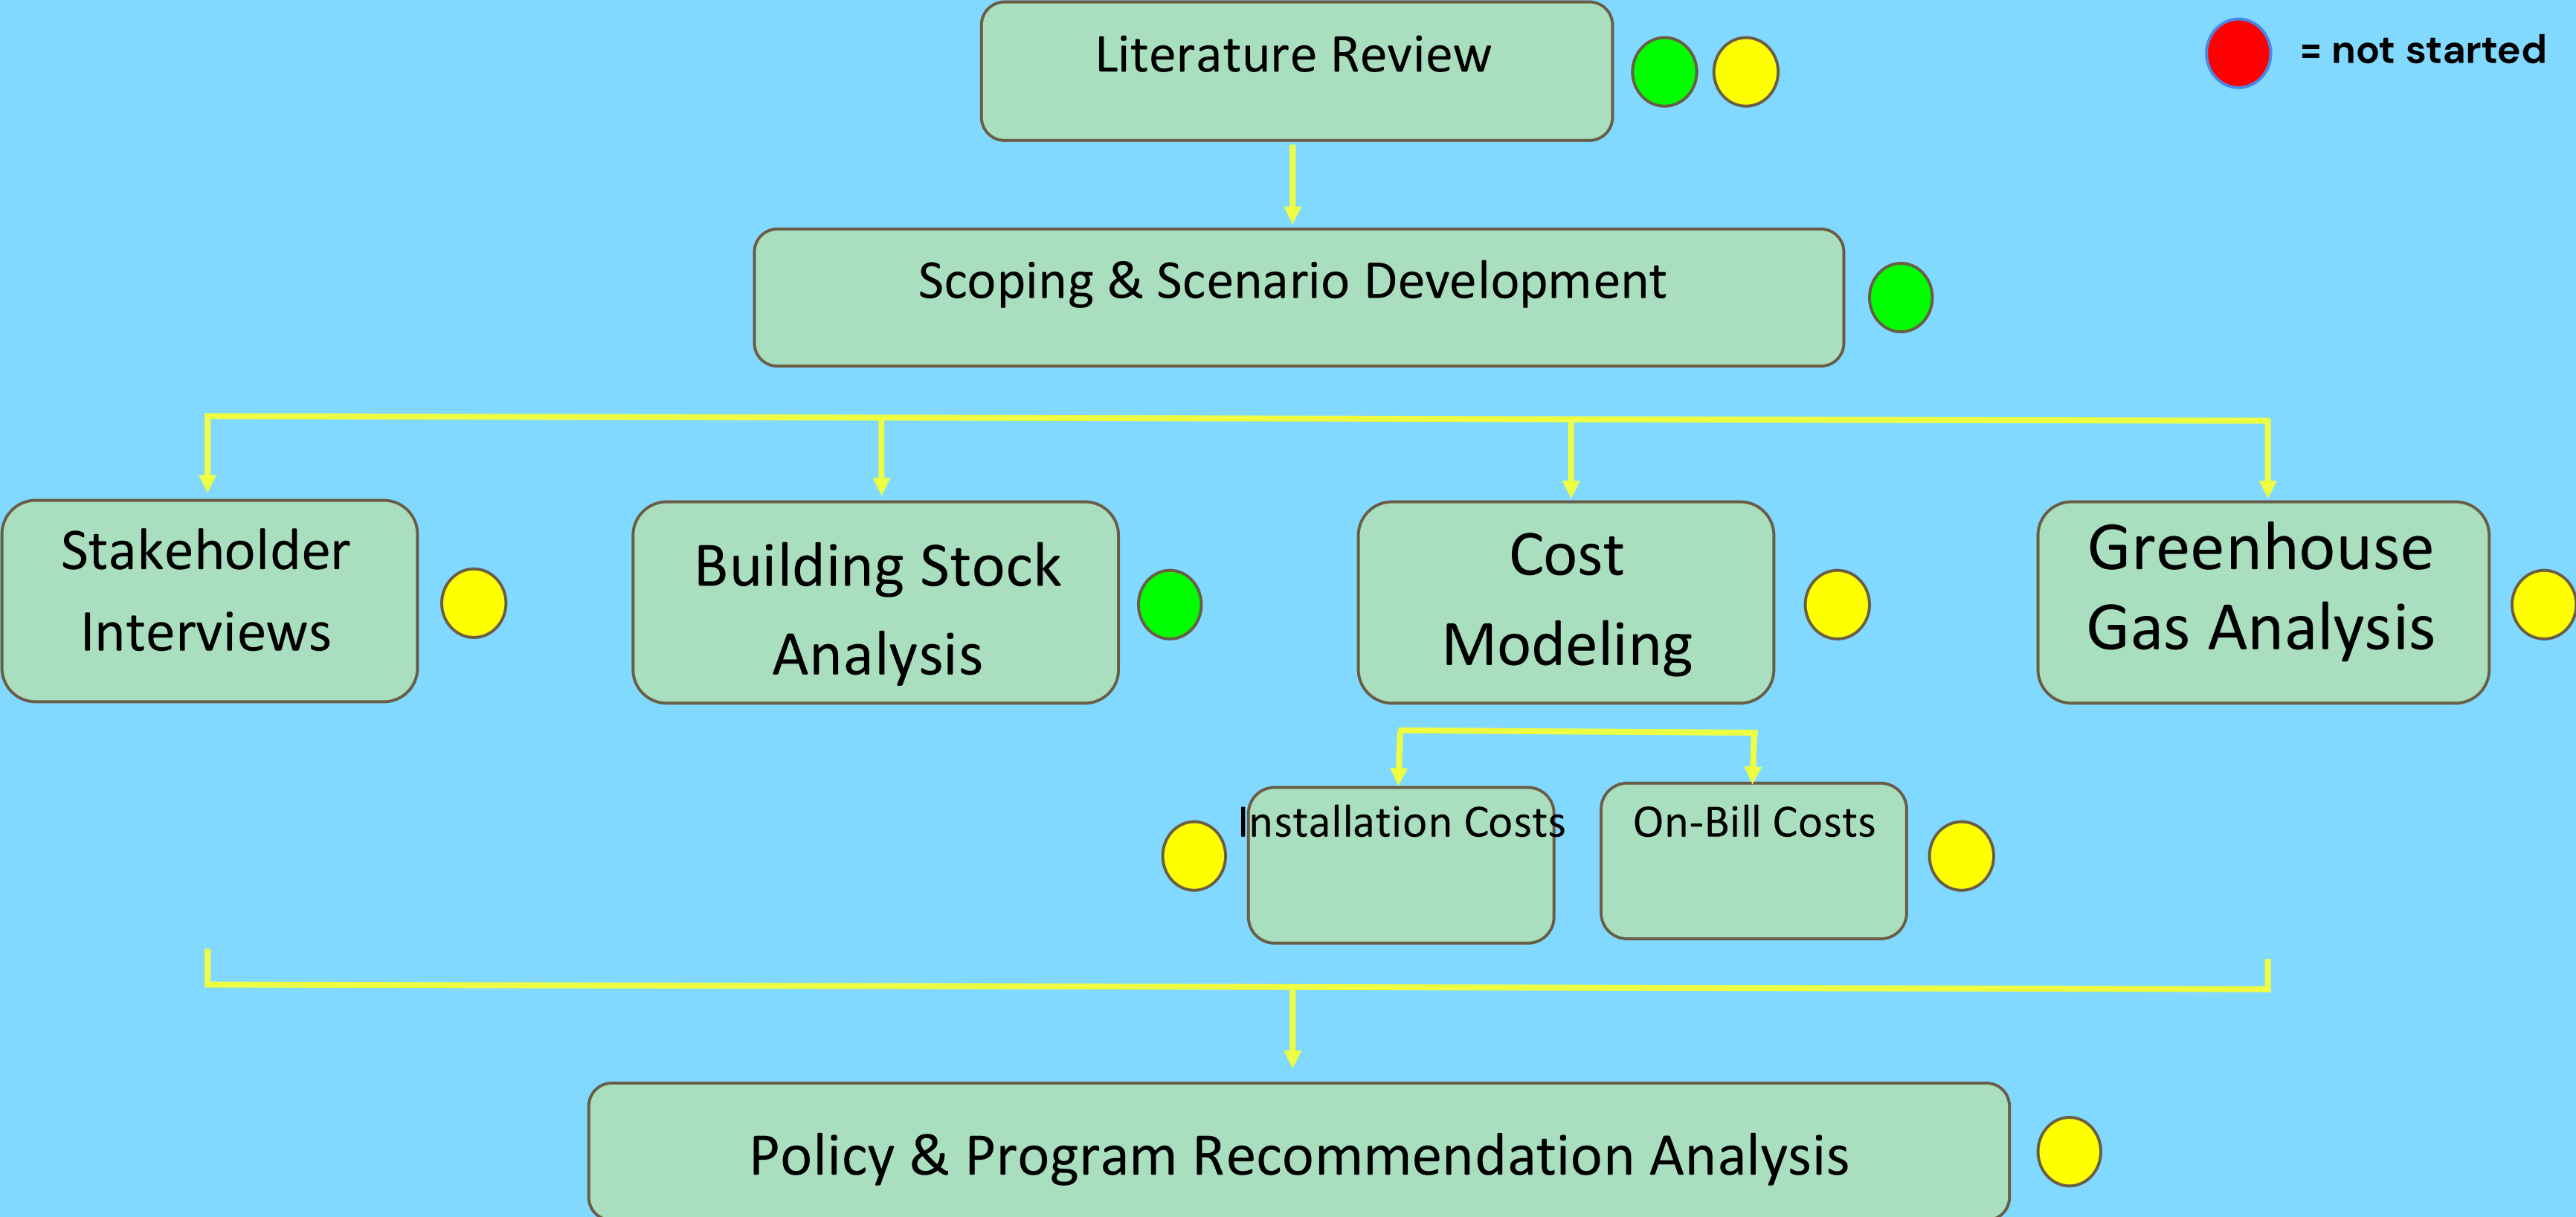 Literature Review
= not started
Scoping & Scenario Development
Stakeholder
Interviews
Building Stock
Analysis
Cost
Modeling
Greenhouse
Gas Analysis
Installation Costs
On-Bill Costs
Policy & Program Recommendation Analysis